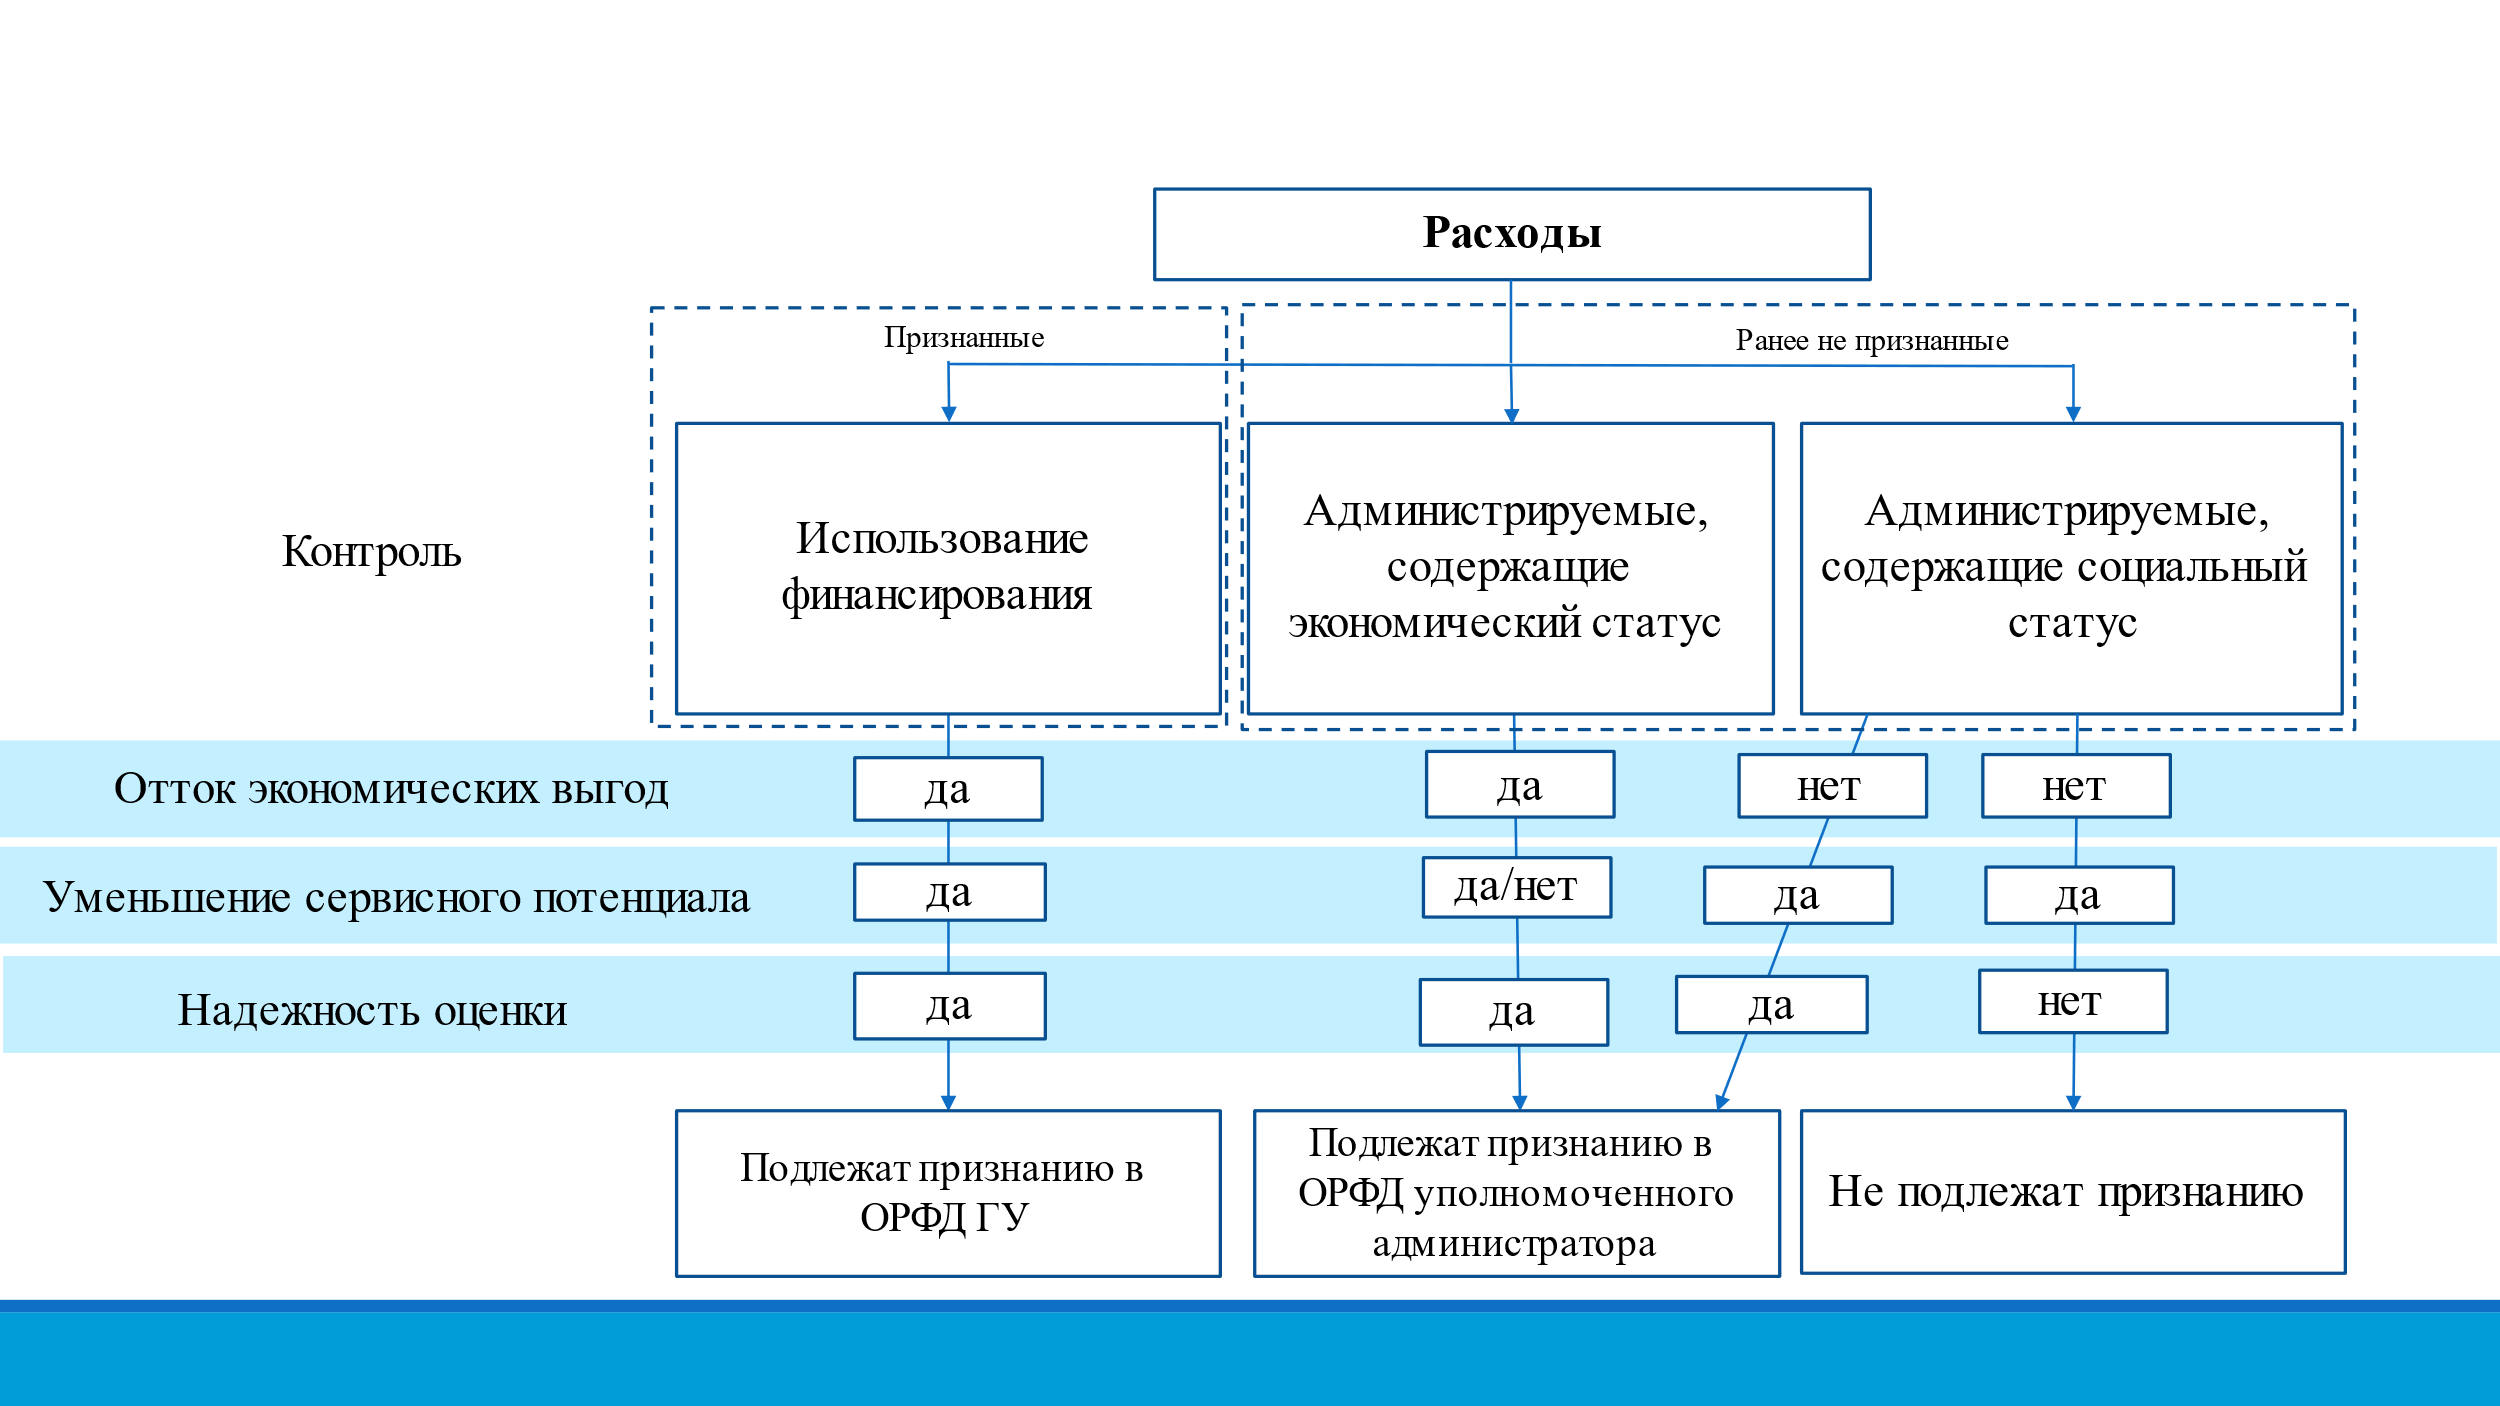 Расходы
Признанные
Ранее не признанные
Контроль
Использование
финансирования
Администрируемые,
содержащие
экономический статус
Администрируемые,
содержащие социальный
статус
Отток экономических выгод
да
да
нет
нет
Уменьшение сервисного потенциала
да
да/нет
да
да
Надежность оценки
да
да
да
нет
Подлежат признанию в
ОРФД ГУ
Подлежат признанию в
ОРФД уполномоченного
администратора
Не подлежат признанию